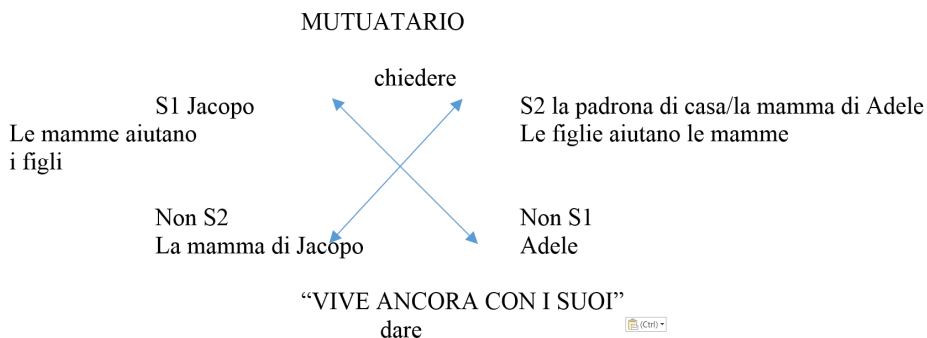 MUTUATARIO
chiedere
S1 Jacopo
S2 la padrona di casa/la mamma di Adele
Le mamme aiutano
Le figlie aiutano le mamme
i figli
Non S2
Non S1
La mamma di Jacopo
Adele
“VIVE ANCORA CON I SUOI”
dare
(Ctrl)